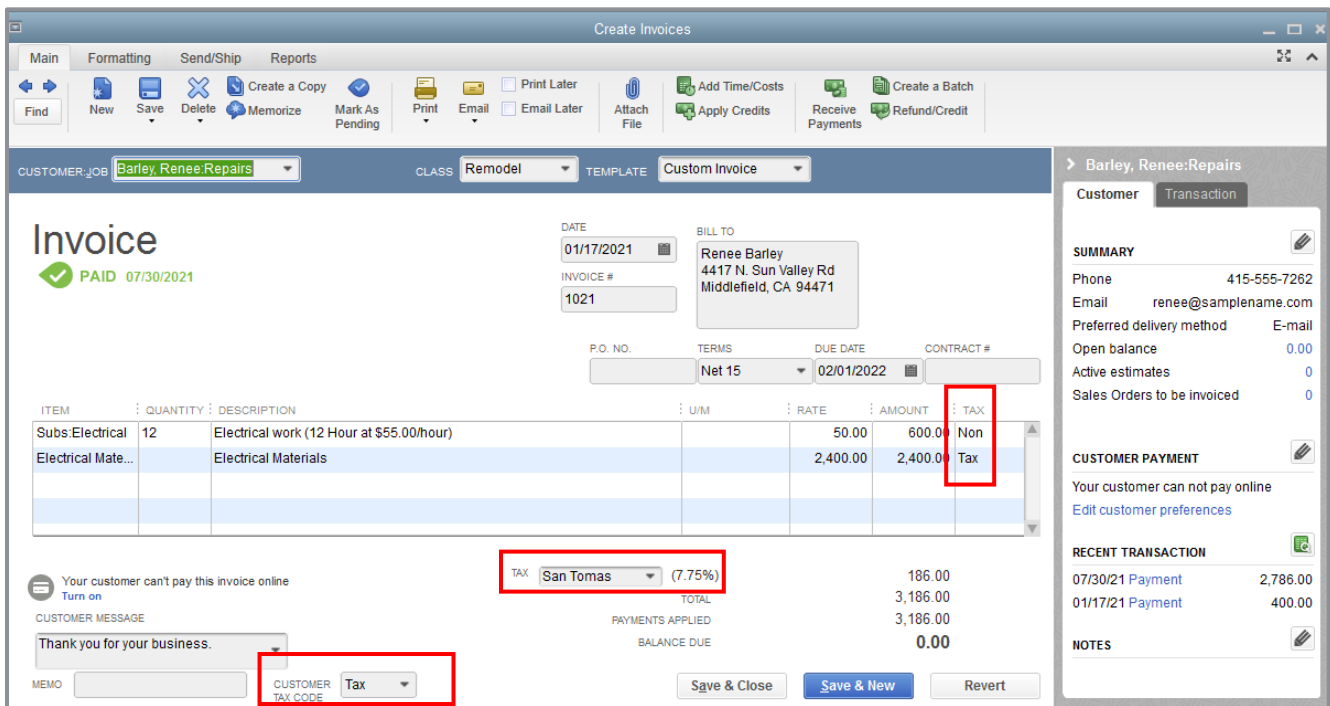 Create Invoices
Main Formatting Send/Ship Reports
Find New Save Delete Create a Copy Memorize Mark As Pending Print Email Print Later Email Later Attach File Add Time/Costs Apply Credits Receive Payments Create a Batch Refund/Credit
CUSTOMER:JOB Barley, Renee:Repairs CLASS Remodel TEMPLATE Custom Invoice
Invoice
PAID 07/30/2021
DATE
01/17/2021
INVOICE #
1021
BILL TO
Renee Barley
4417 N. Sun Valley Rd
Middlefield, CA 94471
P.O. NO. TERMS DUE DATE CONTRACT #
Net 15 02/01/2022
ITEM QUANTITY DESCRIPTION U/M RATE AMOUNT TAX
Subs:Electrical 12 Electrical work (12 Hour at $55.00/hour) 50.00 600.00 Non
Electrical Mate... Electrical Materials 2,400.00 2,400.00 Tax
Your customer can't pay this invoice online
Turn on
TAX San Tomas (7.75%) 186.00
TOTAL 3,186.00
PAYMENTS APPLIED 3,186.00
BALANCE DUE 0.00
CUSTOMER MESSAGE
Thank you for your business.
MEMO
CUSTOMER TAX CODE Tax
Save & Close Save & New Revert
Barley, Renee:Repairs
Customer Transaction
SUMMARY
Phone 415-555-7262
Email renee@samplename.com
Preferred delivery method E-mail
Open balance 0.00
Active estimates 0
Sales Orders to be invoiced 0
CUSTOMER PAYMENT
Your customer can not pay online
Edit customer preferences
RECENT TRANSACTION
07/30/21 Payment 2,786.00
01/17/21 Payment 400.00
NOTES